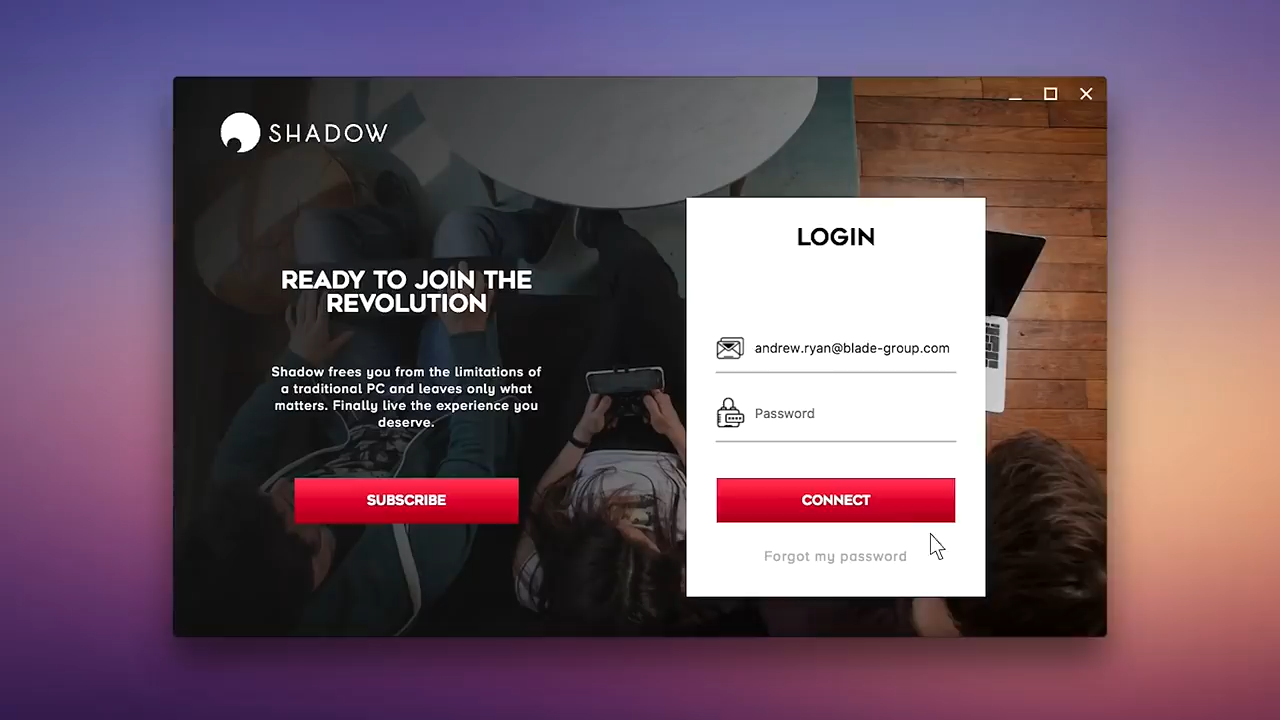 SHADOW
READY TO JOIN THE
REVOLUTION
Shadow frees you from the limitations of
a traditional PC and leaves only what
matters. Finally live the experience you
deserve.
SUBSCRIBE
LOGIN
andrew.ryan@blade-group.com
Password
CONNECT
Forgot my password